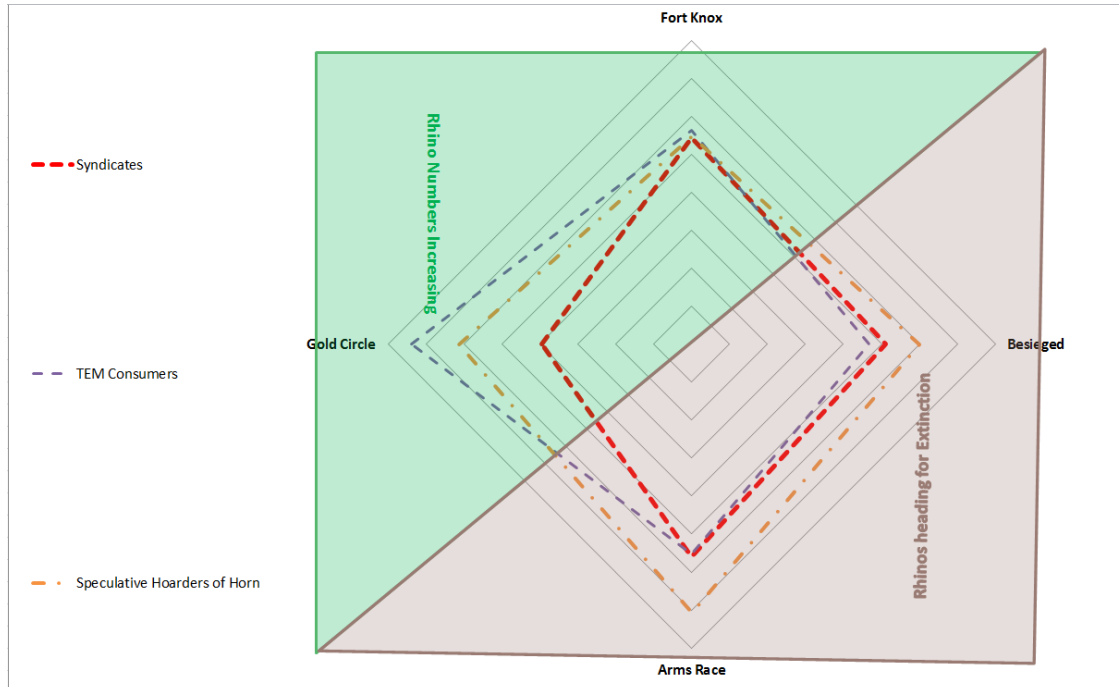 Fort Knox
Rhino Numbers Increasing
Syndicates
Gold Circle
Besieged
TEM Consumers
Rhinos heading for Extinction
Speculative Hoarders of Horn
Arms Race